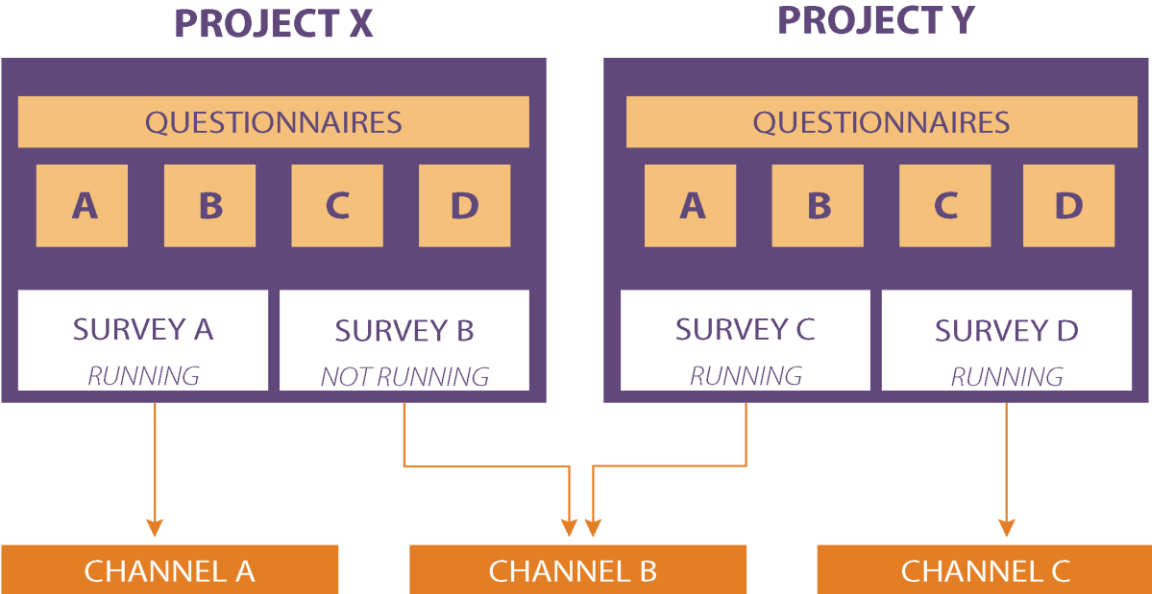 PROJECT X
QUESTIONNAIRES
A B C D
SURVEY A
RUNNING
SURVEY B
NOT RUNNING
PROJECT Y
QUESTIONNAIRES
A B C D
SURVEY C
RUNNING
SURVEY D
RUNNING
CHANNEL A
CHANNEL B
CHANNEL C